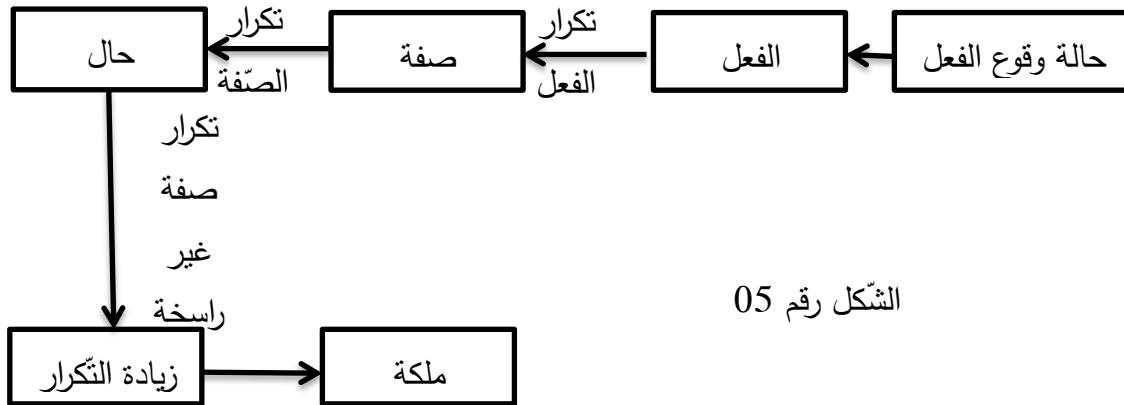 حالة وقوع الفعل
الفعل
تكرار
الفعل
صفة
تكرار
الصّفة
حال
تكرار
صفة
غير
راسخة
الشّكل رقم 05
زيادة التّكرار
ملكة